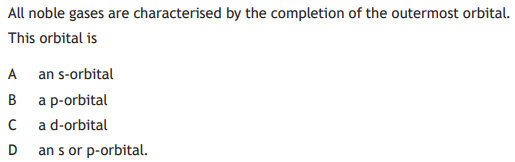 All noble gases are characterised by the completion of the outermost orbital.
This orbital is
A an s-orbital
B a p-orbital
C a d-orbital
D an s or p-orbital.